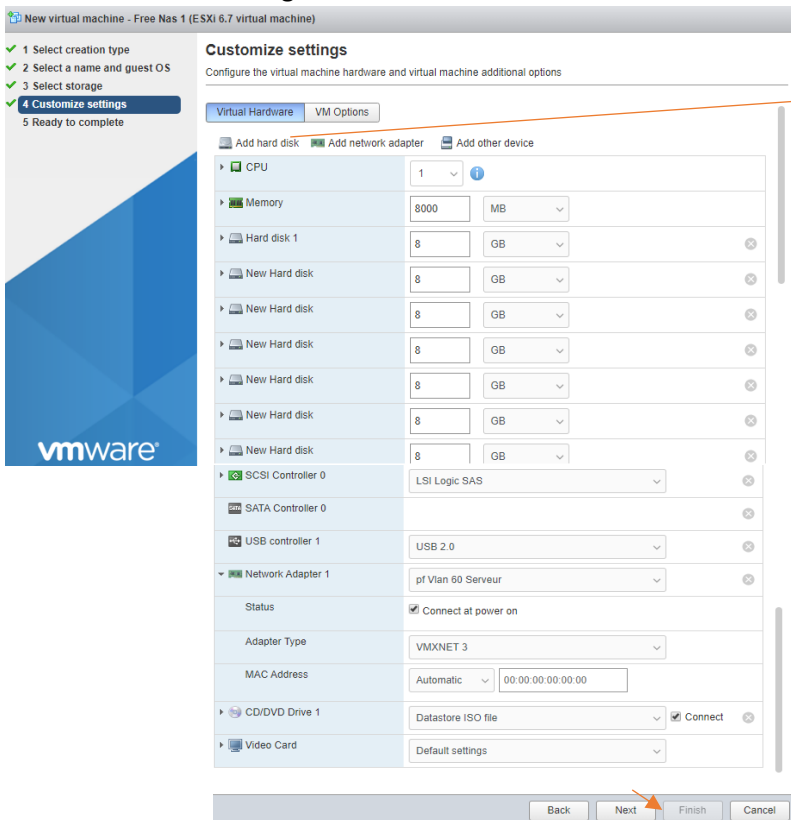 New virtual machine - Free Nas 1 (ESXi 6.7 virtual machine)
1 Select creation type
2 Select a name and guest OS
3 Select storage
4 Customize settings
5 Ready to complete
vmware®
Customize settings
Configure the virtual machine hardware and virtual machine additional options
Virtual Hardware VM Options
Add hard disk Add network adapter Add other device
CPU 1
Memory 8000 MB
Hard disk 1 8 GB
New Hard disk 8 GB
New Hard disk 8 GB
New Hard disk 8 GB
New Hard disk 8 GB
New Hard disk 8 GB
New Hard disk 8 GB
SCSI Controller 0 LSI Logic SAS
SATA Controller 0
USB controller 1 USB 2.0
Network Adapter 1 pf Vlan 60 Serveur
Status Connect at power on
Adapter Type VMXNET 3
MAC Address Automatic 00:00:00:00:00:00
CD/DVD Drive 1 Datastore ISO file Connect
Video Card Default settings
Back Next Finish Cancel